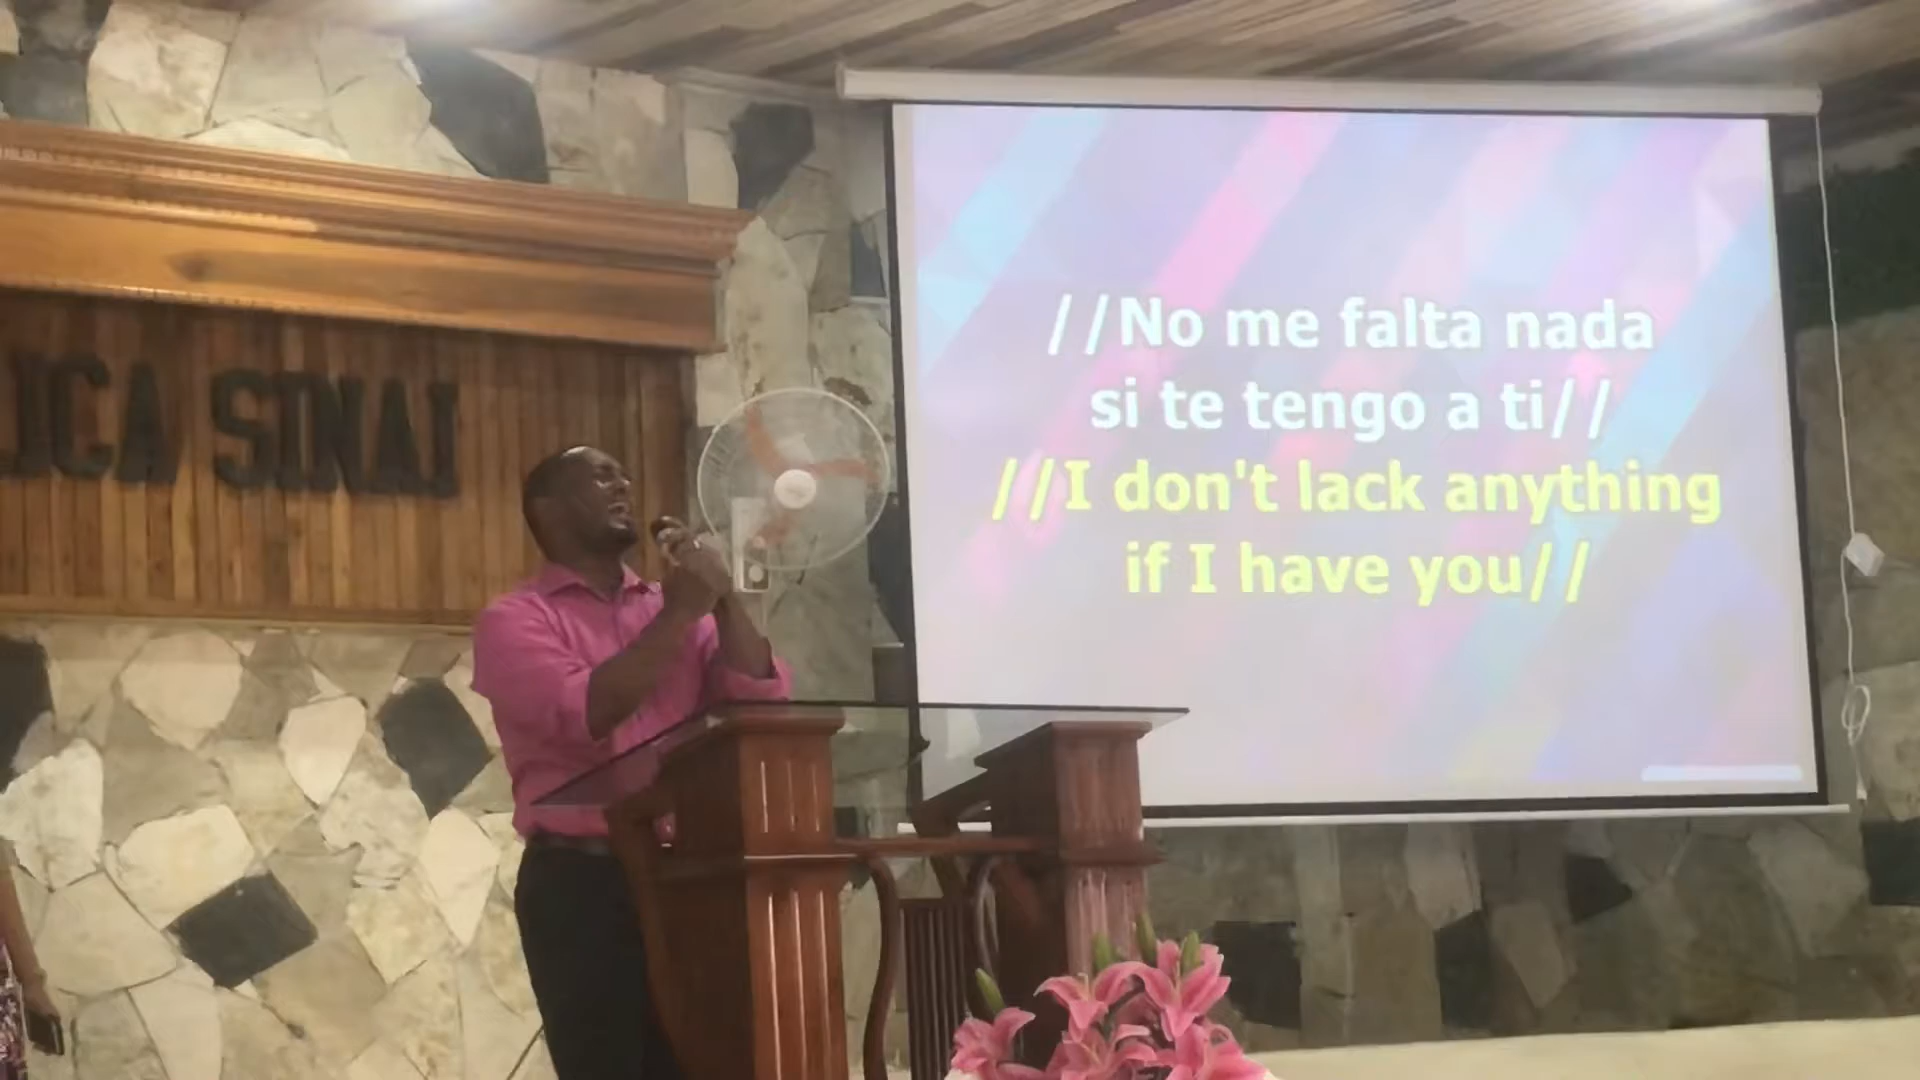 ICA SINAI
//No me falta nada
si te tengo a ti//
//I don't lack anything
if I have you//